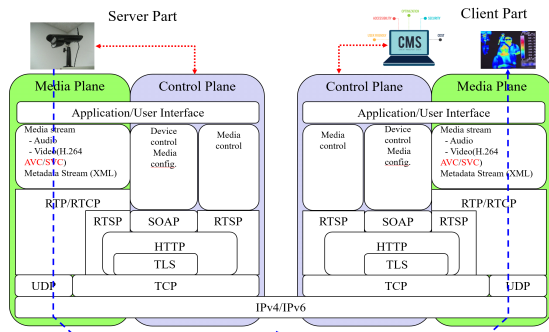 Server Part
Client Part
CMS
Media Plane
Control Plane
Control Plane
Media Plane
Application/User Interface
Application/User Interface
Media stream
- Audio
- Video(H.264
AVC/SVC)
Metadata Stream (XML)
Device
control
Media
config.
Media
control
Media
control
Device
control
Media
config.
Media stream
- Audio
- Video(H.264
AVC/SVC)
Metadata Stream (XML)
RTP/RTCP
RTP/RTCP
RTSP
SOAP
RTSP
RTSP
SOAP
RTSP
HTTP
HTTP
TLS
TLS
UDP
TCP
TCP
UDP
IPv4/IPv6